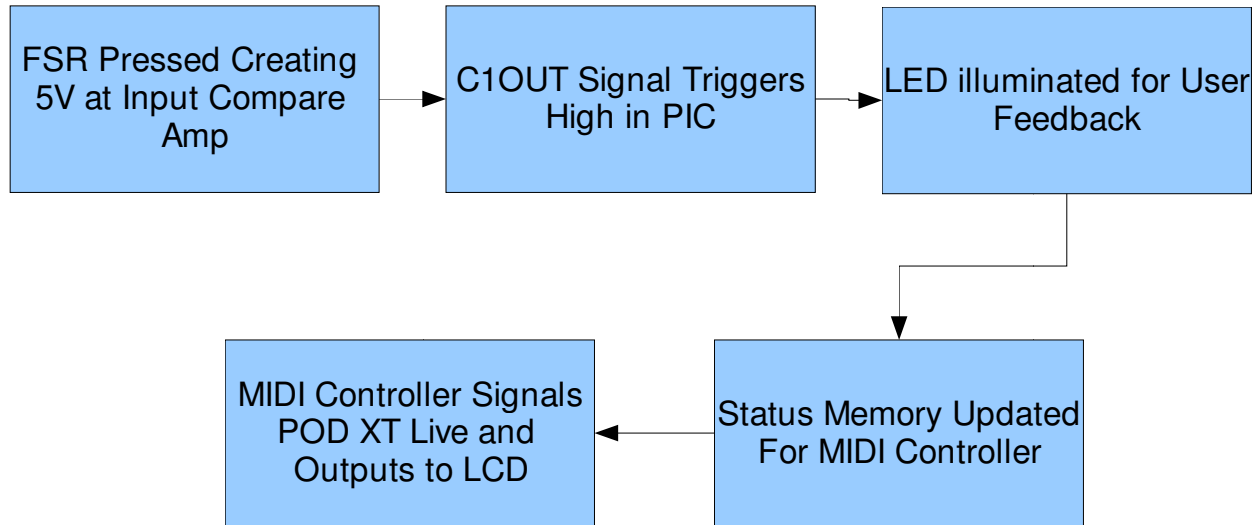 FSR Pressed Creating
5V at Input Compare
Amp
C1OUT Signal Triggers
High in PIC
LED illuminated for User
Feedback
MIDI Controller Signals
POD XT Live and
Outputs to LCD
Status Memory Updated
For MIDI Controller